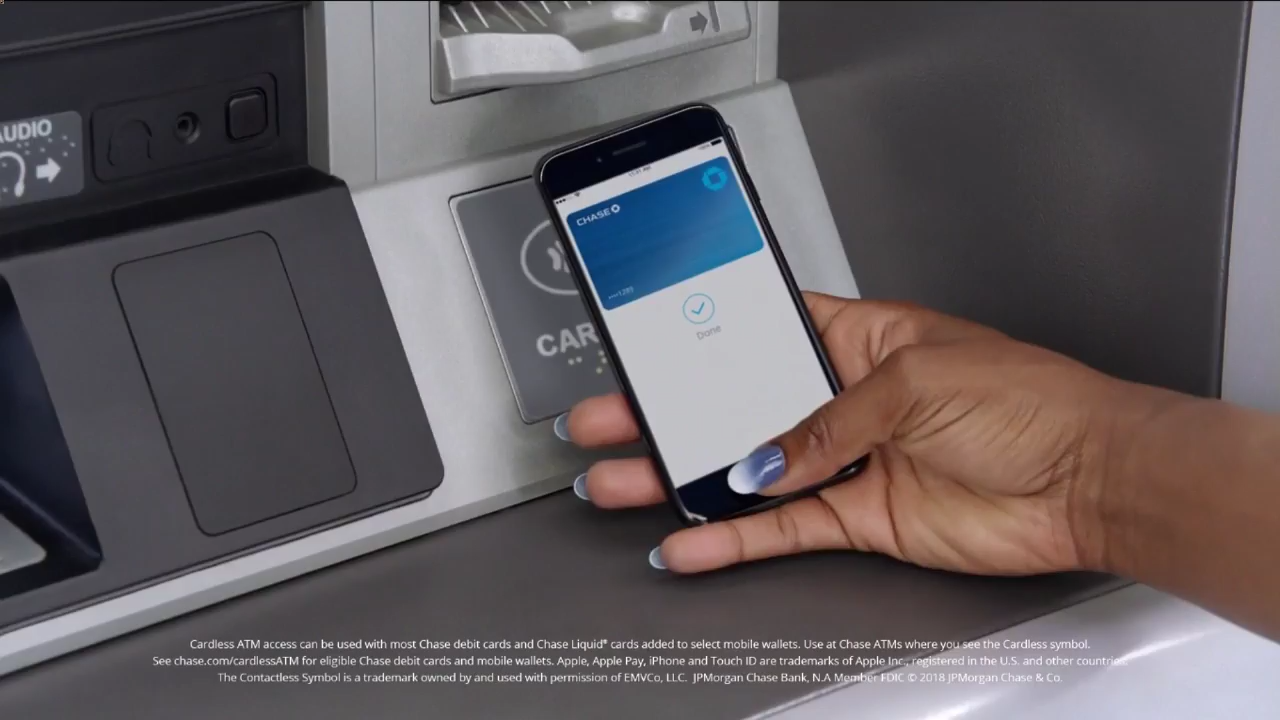 AUDIO
CHASE
1289
Done
CAR
Cardless ATM access can be used with most Chase debit cards and Chase Liquid® cards added to select mobile wallets. Use at Chase ATMs where you see the Cardless symbol.
See chase.com/cardlessATM for eligible Chase debit cards and mobile wallets. Apple, Apple Pay, iPhone and Touch ID are trademarks of Apple Inc., registered in the U.S. and other countries.
The Contactless Symbol is a trademark owned by and used with permission of EMVCo, LLC. JPMorgan Chase Bank, N.A Member FDIC © 2018 JPMorgan Chase & Co.